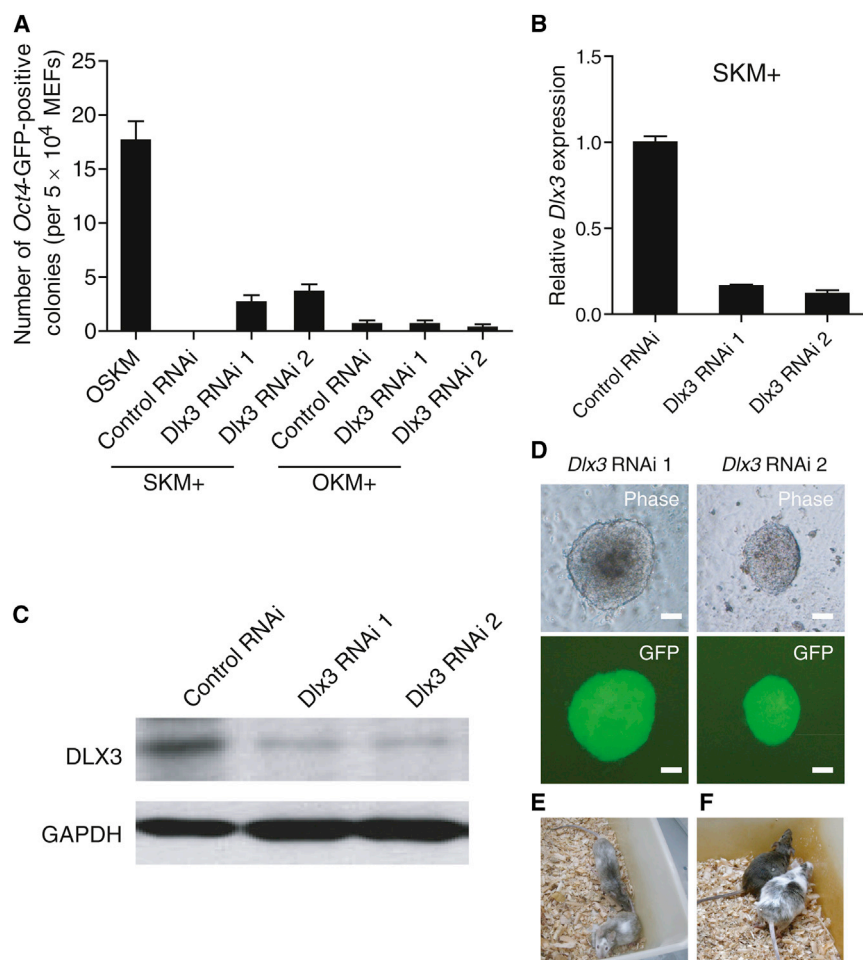 A
Number of Oct4-GFP-positive
colonies (per 5 × 10⁴ MEFs)
25
20
15
10
5
0
OSKM
Control RNAi
Dlx3 RNAi 1
Dlx3 RNAi 2
Control RNAi
Dlx3 RNAi 1
Dlx3 RNAi 2
SKM+
OKM+
B
SKM+
Relative Dlx3 expression
1.5
1.0
0.5
0.0
Control RNAi
Dlx3 RNAi 1
Dlx3 RNAi 2
C
Control RNAi
Dlx3 RNAi 1
Dlx3 RNAi 2
DLX3
GAPDH
D
Dlx3 RNAi 1
Dlx3 RNAi 2
Phase
Phase
GFP
GFP
E
F